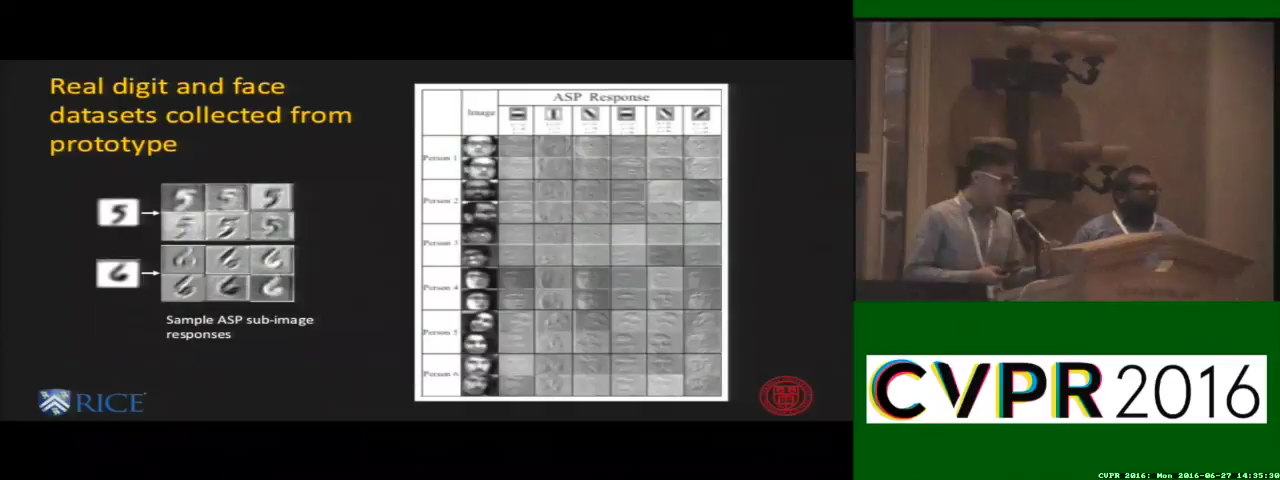 Real digit and face
datasets collected from
prototype
5
6
Sample ASP sub-image
responses
RICE
ASP Response
Image
Person 1
Person 2
Person 3
Person 4
Person 5
Person 6
CVPR 2016
CVPR 2016: Mon 2016-06-27 14:35:30